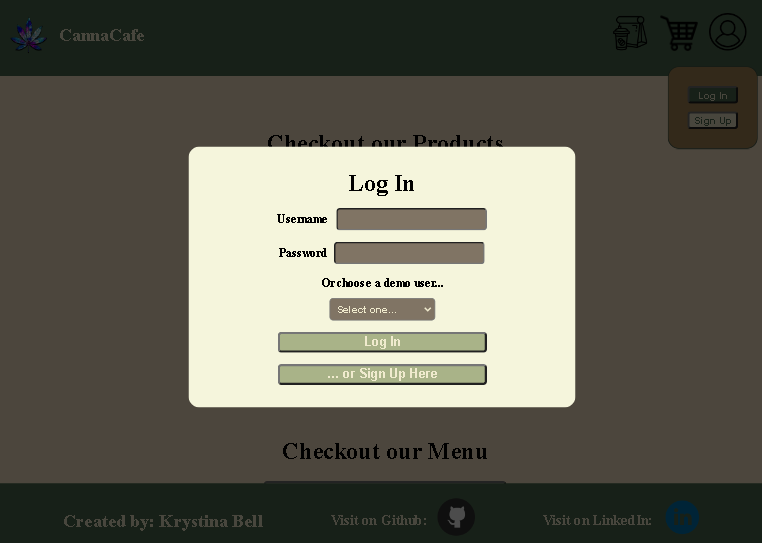 CannaCafe
Log In
Sign Up
Checkout our Products
Log In
Username
Password
Or choose a demo user...
Select one...
Log In
... or Sign Up Here
Checkout our Menu
Created by: Krystina Bell
Visit on Github:
Visit on LinkedIn:
in